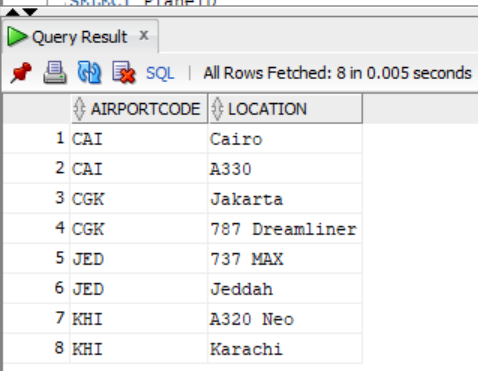 SELECT PlaneID
Query Result x
SQL | All Rows Fetched: 8 in 0.005 seconds
AIRPORTCODE LOCATION
1 CAI Cairo
2 CAI A330
3 CGK Jakarta
4 CGK 787 Dreamliner
5 JED 737 MAX
6 JED Jeddah
7 KHI A320 Neo
8 KHI Karachi